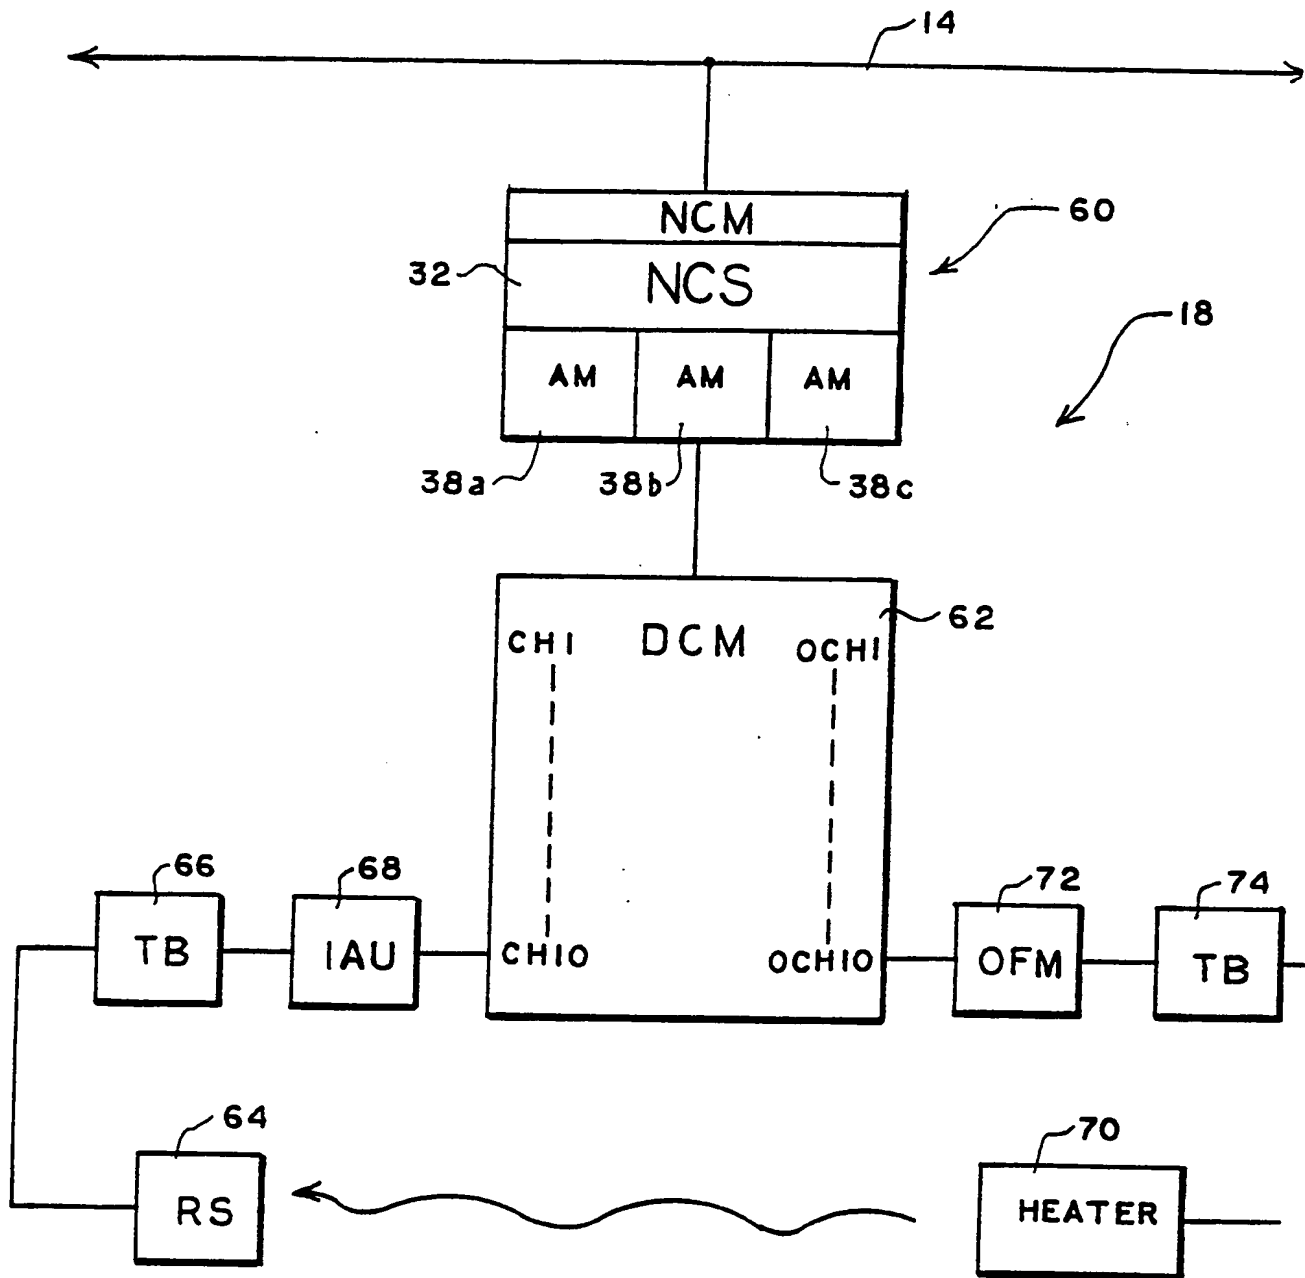 14
NCM
60
32
NCS
18
AM AM AM
38a 38b 38c
62
CH1 DCM OCH1
66 68 72 74
TB IAU CH10 OCH10 OFM TB
64 70
RS HEATER